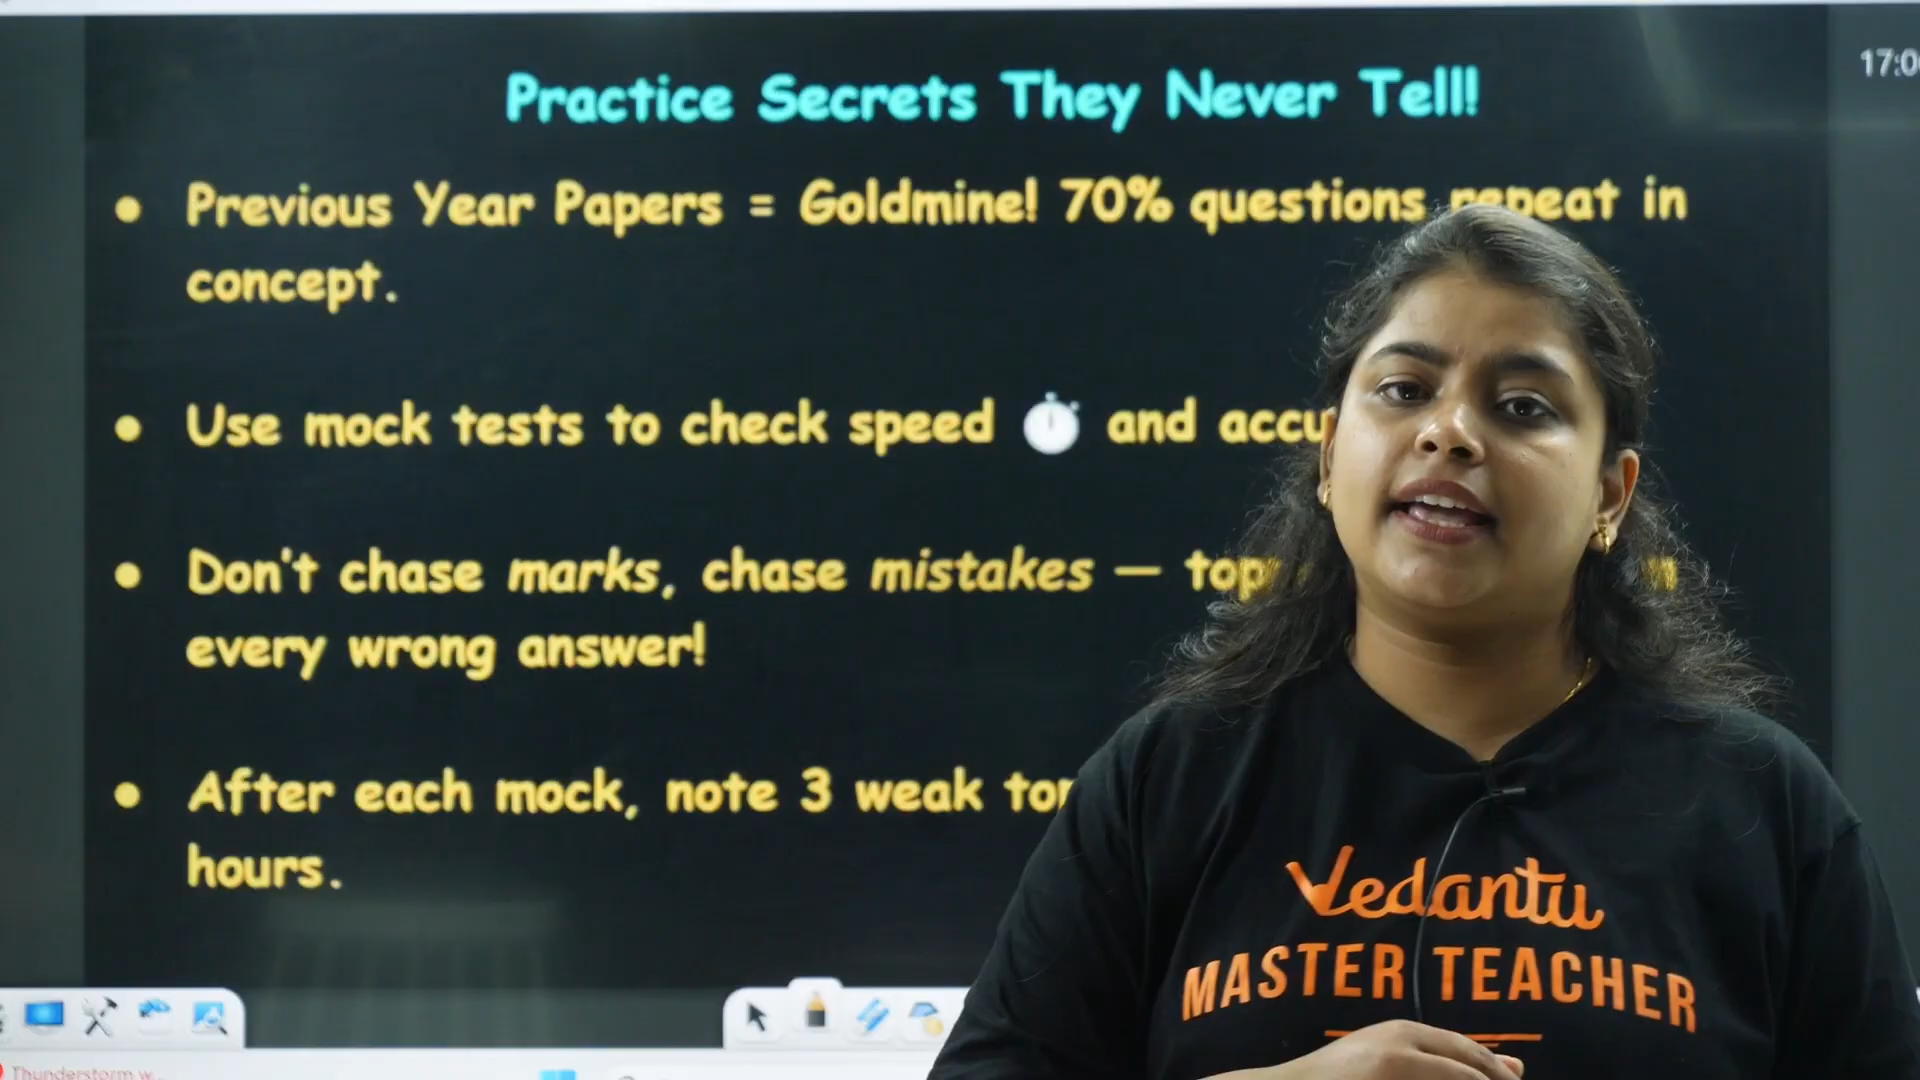 Practice Secrets They Never Tell!
17:0
• Previous Year Papers = Goldmine! 70% questions repeat in
concept.
• Use mock tests to check speed and accu
• Don't chase marks, chase mistakes — top
every wrong answer!
• After each mock, note 3 weak
hours.
Vedantu
MASTER TEACHER
Thunderstorm w...